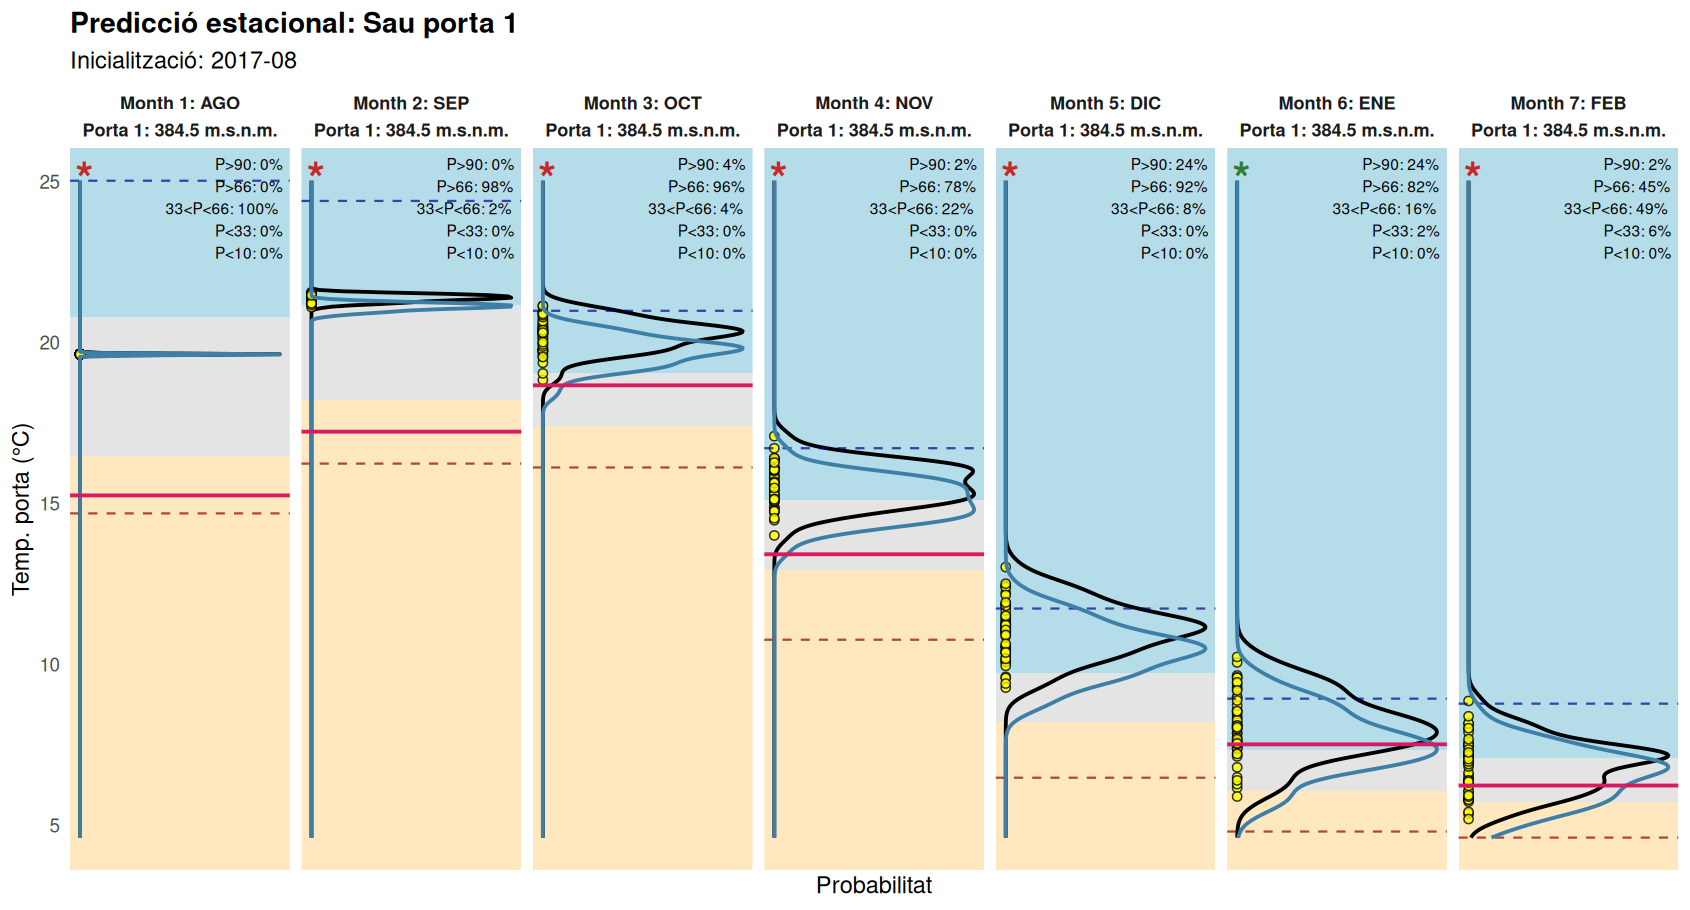 Predicció estacional: Sau porta 1
Inicialització: 2017-08
Month 1: AGO
Porta 1: 384.5 m.s.n.m.
Month 2: SEP
Porta 1: 384.5 m.s.n.m.
Month 3: OCT
Porta 1: 384.5 m.s.n.m.
Month 4: NOV
Porta 1: 384.5 m.s.n.m.
Month 5: DIC
Porta 1: 384.5 m.s.n.m.
Month 6: ENE
Porta 1: 384.5 m.s.n.m.
Month 7: FEB
Porta 1: 384.5 m.s.n.m.
*
P>90: 0%
P>66: 0%
33<P<66: 100%
P<33: 0%
P<10: 0%
*
P>90: 0%
P>66: 98%
33<P<66: 2%
P<33: 0%
P<10: 0%
*
P>90: 4%
P>66: 96%
33<P<66: 4%
P<33: 0%
P<10: 0%
*
P>90: 2%
P>66: 78%
33<P<66: 22%
P<33: 0%
P<10: 0%
*
P>90: 24%
P>66: 92%
33<P<66: 8%
P<33: 0%
P<10: 0%
*
P>90: 24%
P>66: 82%
33<P<66: 16%
P<33: 2%
P<10: 0%
*
P>90: 2%
P>66: 45%
33<P<66: 49%
P<33: 6%
P<10: 0%
25
20
15
10
5
Temp. porta (°C)
Probabilitat